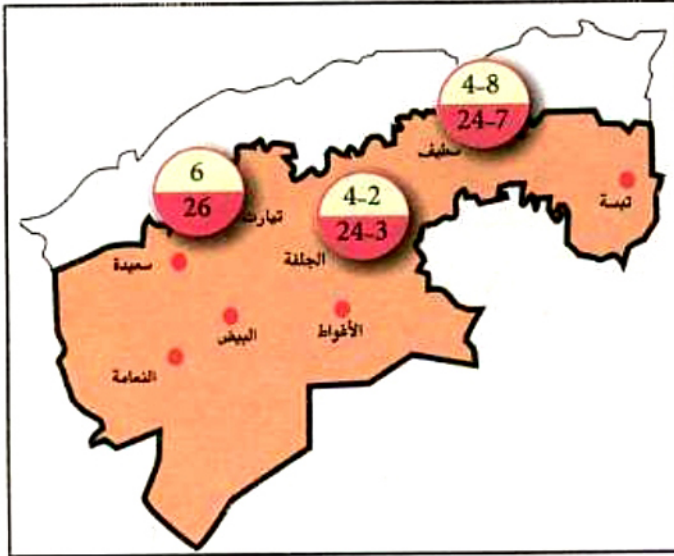 4-8
24-7
سطيف
6
26
4-2
24-3
تبسة
تيارت
سعيدة
الجلفة
البيض
الأغواط
النعامة